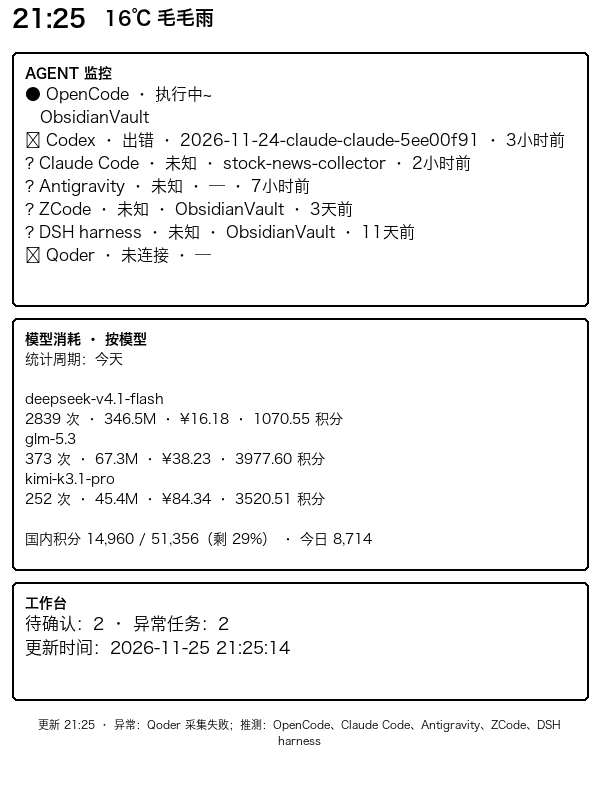 21:25 16℃ 毛毛雨
AGENT 监控
● OpenCode · 执行中~
ObsidianVault
☒ Codex · 出错 · 2026-11-24-claude-claude-5ee00f91 · 3小时前
? Claude Code · 未知 · stock-news-collector · 2小时前
? Antigravity · 未知 · — · 7小时前
? ZCode · 未知 · ObsidianVault · 3天前
? DSH harness · 未知 · ObsidianVault · 11天前
☒ Qoder · 未连接 · —
模型消耗 · 按模型
统计周期：今天
deepseek-v4.1-flash
2839 次 · 346.5M · ¥16.18 · 1070.55 积分
glm-5.3
373 次 · 67.3M · ¥38.23 · 3977.60 积分
kimi-k3.1-pro
252 次 · 45.4M · ¥84.34 · 3520.51 积分
国内积分 14,960 / 51,356（剩 29%） · 今日 8,714
工作台
待确认：2 · 异常任务：2
更新时间：2026-11-25 21:25:14
更新 21:25 · 异常：Qoder 采集失败；推测：OpenCode、Claude Code、Antigravity、ZCode、DSH
harness